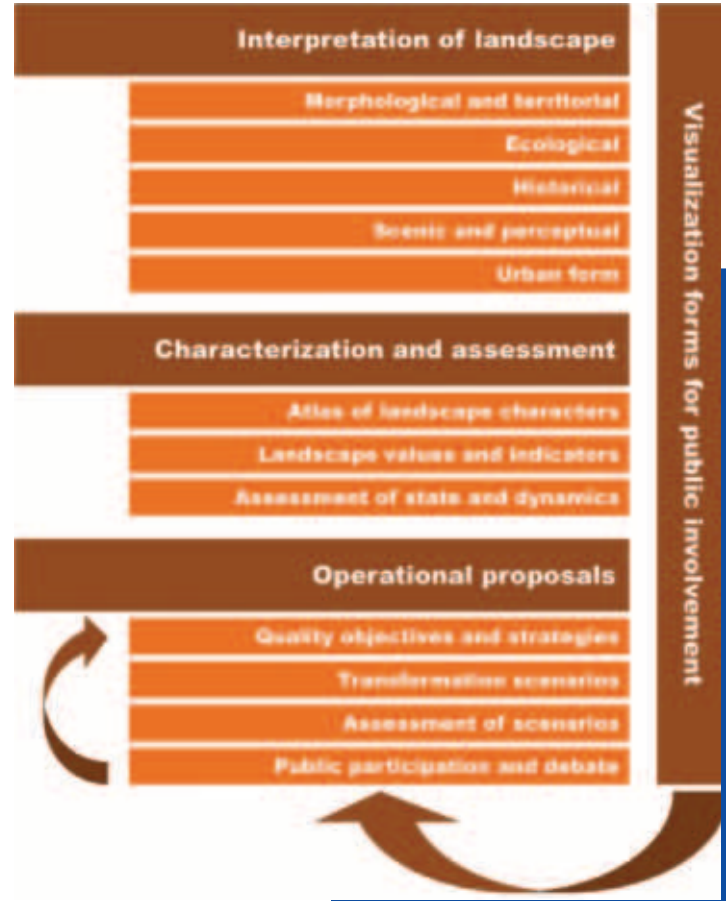 Interpretation of landscape
Morphological and territorial
Ecological
Historical
Scenic and perceptual
Urban form
Characterization and assessment
Atlas of landscape characters
Landscape values and indicators
Assessment of state and dynamics
Operational proposals
Quality objectives and strategies
Transformation scenarios
Assessment of scenarios
Public participation and debate
Visualization forms for public involvement